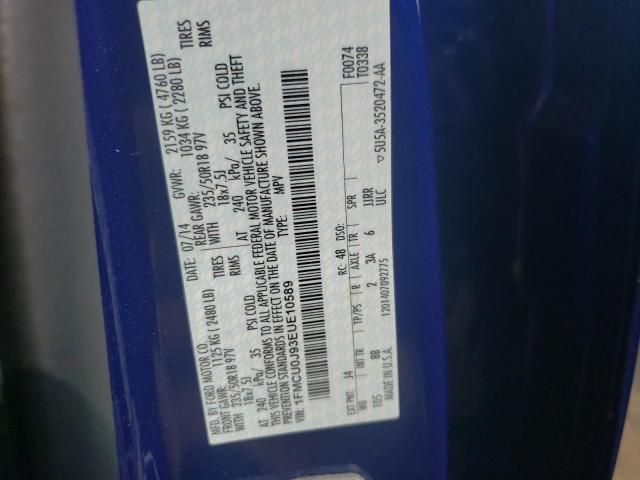 MFD. BY FORD MOTOR CO.
DATE: 07/14 GVWR: 2159 KG ( 4760 LB)
FRONT GAWR: 1125 KG ( 2480 LB) REAR GAWR: 1034 KG ( 2280 LB)
WITH 235/50R18 97V WITH 235/50R18 97V TIRES
18x7.5J RIMS 18x7.5J RIMS
AT 240 kPa/ 35 PSI COLD AT 240 kPa/ 35 PSI COLD
THIS VEHICLE CONFORMS TO ALL APPLICABLE FEDERAL MOTOR VEHICLE SAFETY AND THEFT
PREVENTION STANDARDS IN EFFECT ON THE DATE OF MANUFACTURE SHOWN ABOVE.
VIN: 1FMCU0J93EUE10589 TYPE: MPV
F0074
T0338
EXT PNT: J4 RC: 48 DSO:
WB INT TR TP/PS R AXLE TR SPR
105 BB 2 3A 6 JJRR
MADE IN U.S.A. 1201407092775 ULC
▽5U5A-3520472-AA